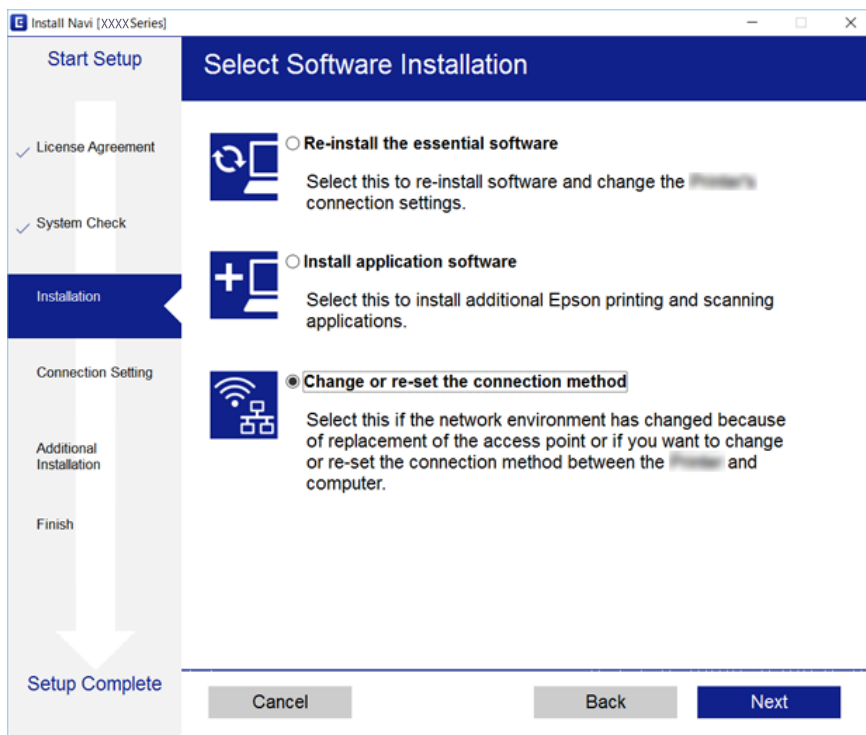 E Install Navi [XXXX Series]
Start Setup
License Agreement
System Check
Installation
Connection Setting
Additional
Installation
Finish
Setup Complete
Select Software Installation
Re-install the essential software
Select this to re-install software and change the
connection settings.
Install application software
Select this to install additional Epson printing and scanning
applications.
Change or re-set the connection method
Select this if the network environment has changed because
of replacement of the access point or if you want to change
or re-set the connection method between the and
computer.
Cancel
Back
Next